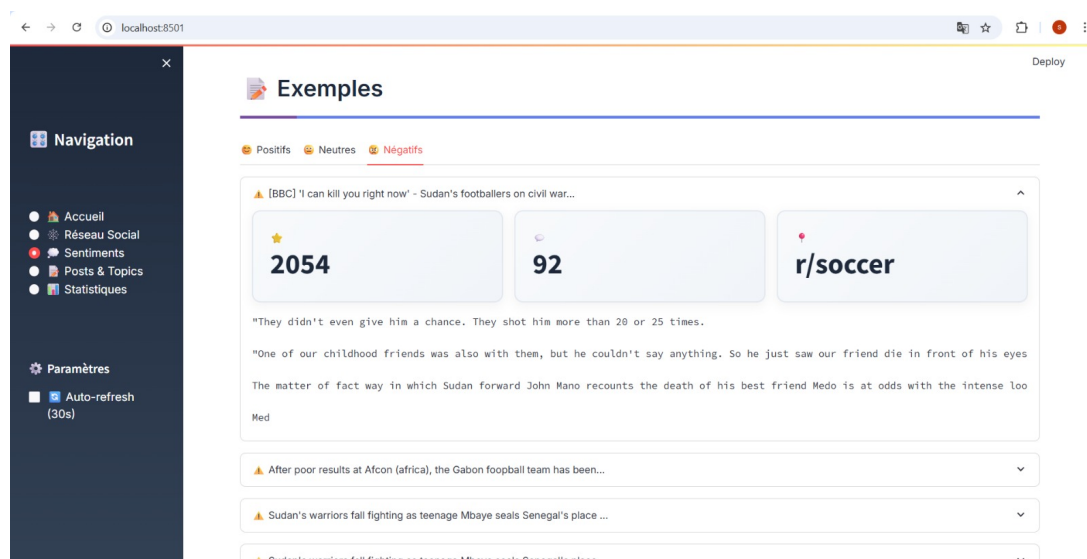 localhost:8501
Deploy
Exemples
Navigation
Positifs Neutres Négatifs
[BBC] 'I can kill you right now' - Sudan's footballers on civil war...
Accueil
Réseau Social
Sentiments
Posts & Topics
Statistiques
2054
92
r/soccer
"They didn't even give him a chance. They shot him more than 20 or 25 times.
"One of our childhood friends was also with them, but he couldn't say anything. So he just saw our friend die in front of his eyes
The matter of fact way in which Sudan forward John Mano recounts the death of his best friend Medo is at odds with the intense loo
Med
Paramètres
Auto-refresh
(30s)
After poor results at Afcon (africa), the Gabon foopball team has been...
Sudan's warriors fall fighting as teenage Mbaye seals Senegal's place ...